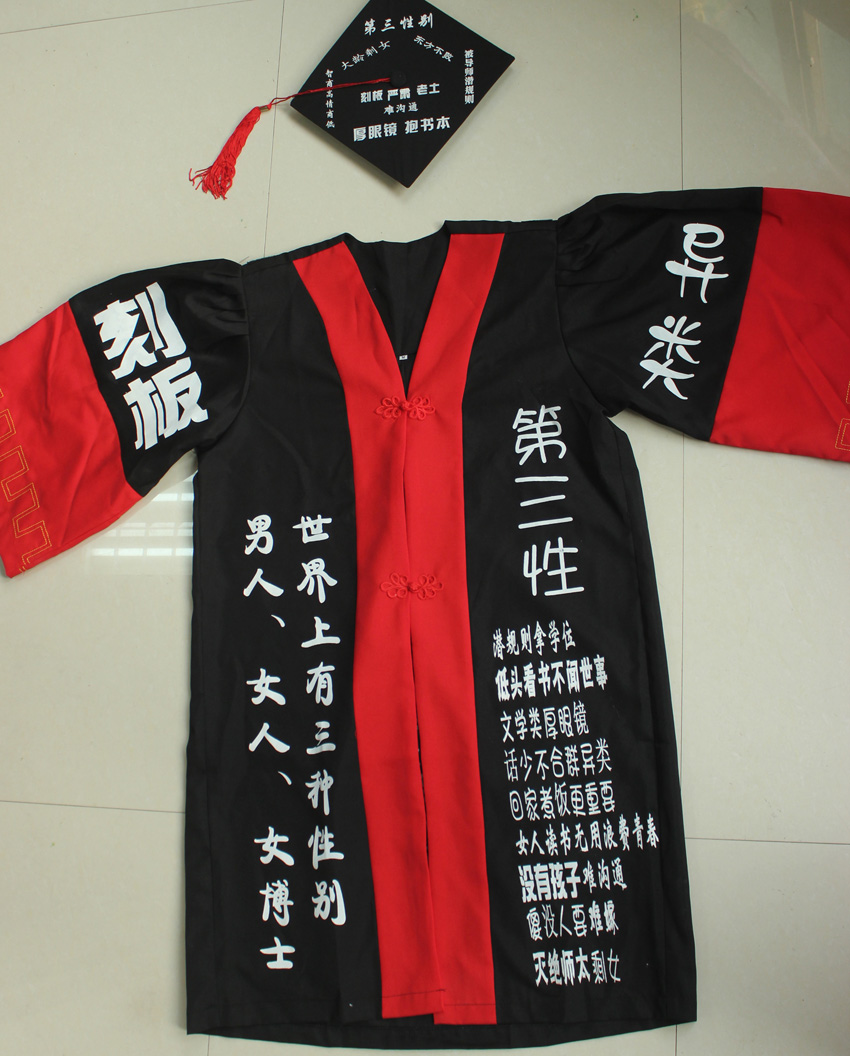 第三性别
大龄剩女
东方不败
智商高情商低
被导师潜规则
刻板 严肃 老土
难沟通
厚眼镜 抱书本
刻板
异类
世界上有三种性别
男人、女人、女博士
第三性
潜规则拿学位
低头看书不闻世事
文学类厚眼镜
话少不合群异类
回家煮饭更重要
女人读书无用浪费青春
没有孩子难沟通
傻没人要难嫁
灭绝师太剩女